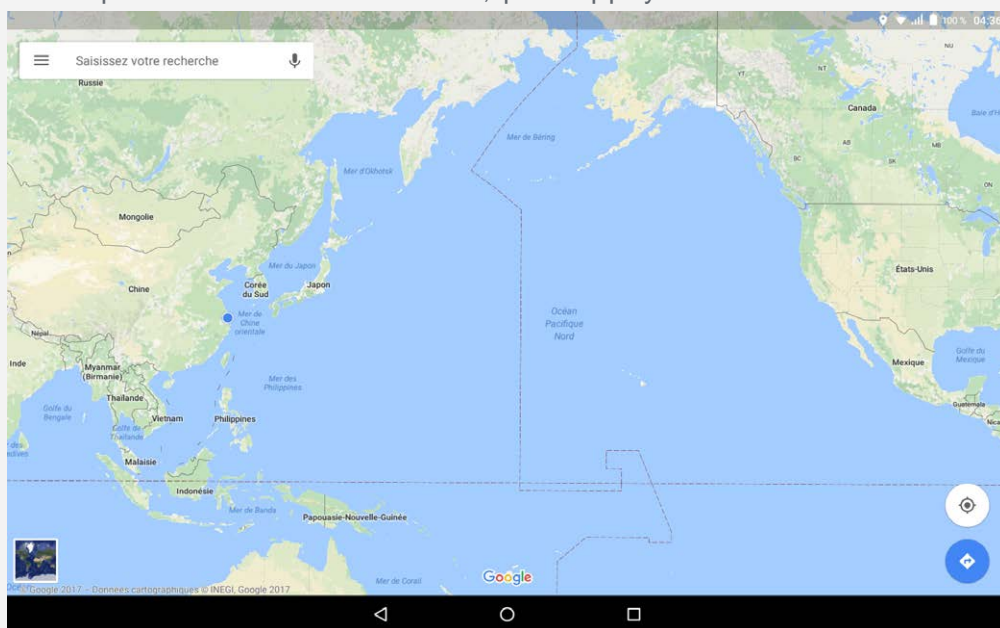 100 % 04:36
Saisissez votre recherche
Russie
NU
YT
NT
Canada
Mer de Béring
Mer d'Okhotsk
AB
MB
BC
SK
ON
Mongolie
Mer du Japon
États-Unis
Corée
du Sud
Japon
Chine
Océan
Pacifique
Nord
Mer de
Chine
orientale
Népal
Golfe du
Mexique
Inde
Myanmar
(Birmanie)
Mexique
Mer des
Philippines
Thaïlande
Golfe du
Bengale
Vietnam
Philippines
Guatemala
Golfe de
Thaïlande
Malaisie
Indonésie
Mer de Banda
Papouasie-Nouvelle-Guinée
Google
Mer de Corail
Google 2017 - Données cartographiques © INEGI, Google 2017